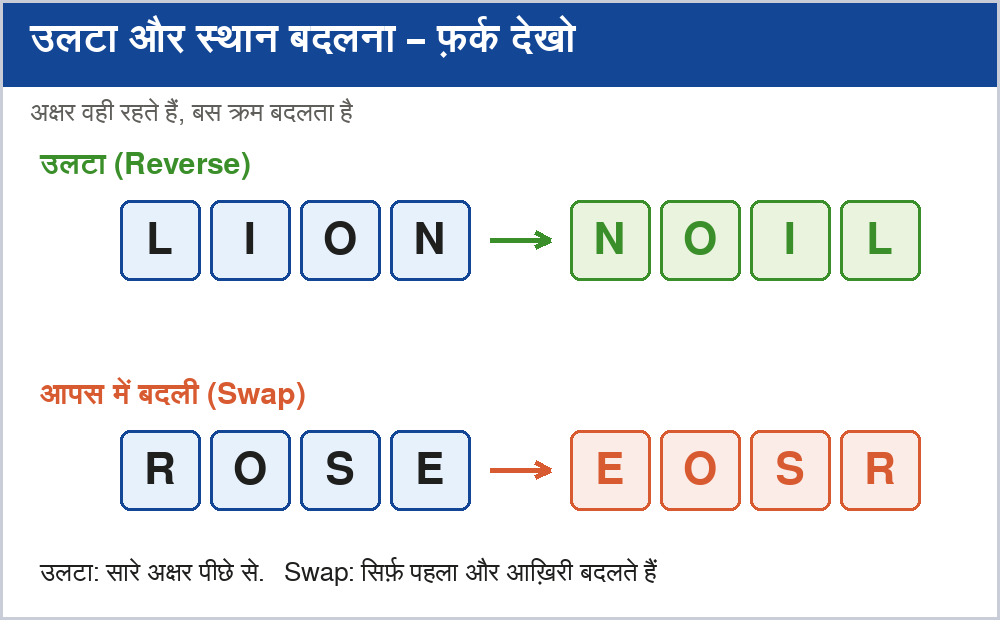 उलटा और स्थान बदलना – फ़र्क देखो
अक्षर वही रहते हैं, बस क्रम बदलता है
उलटा (Reverse)
L I O N → N O I L
आपस में बदली (Swap)
R O S E → E O S R
उलटा: सारे अक्षर पीछे से. Swap: सिर्फ़ पहला और आख़िरी बदलते हैं